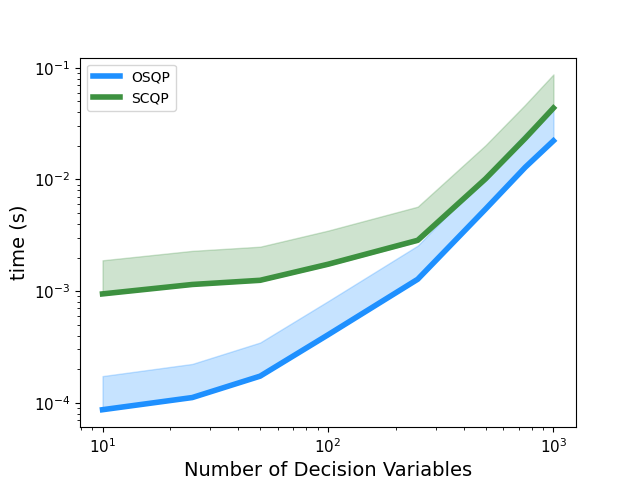 10⁻¹
10⁻²
10⁻³
10⁻⁴
time (s)
OSQP
SCQP
10¹
10²
10³
Number of Decision Variables